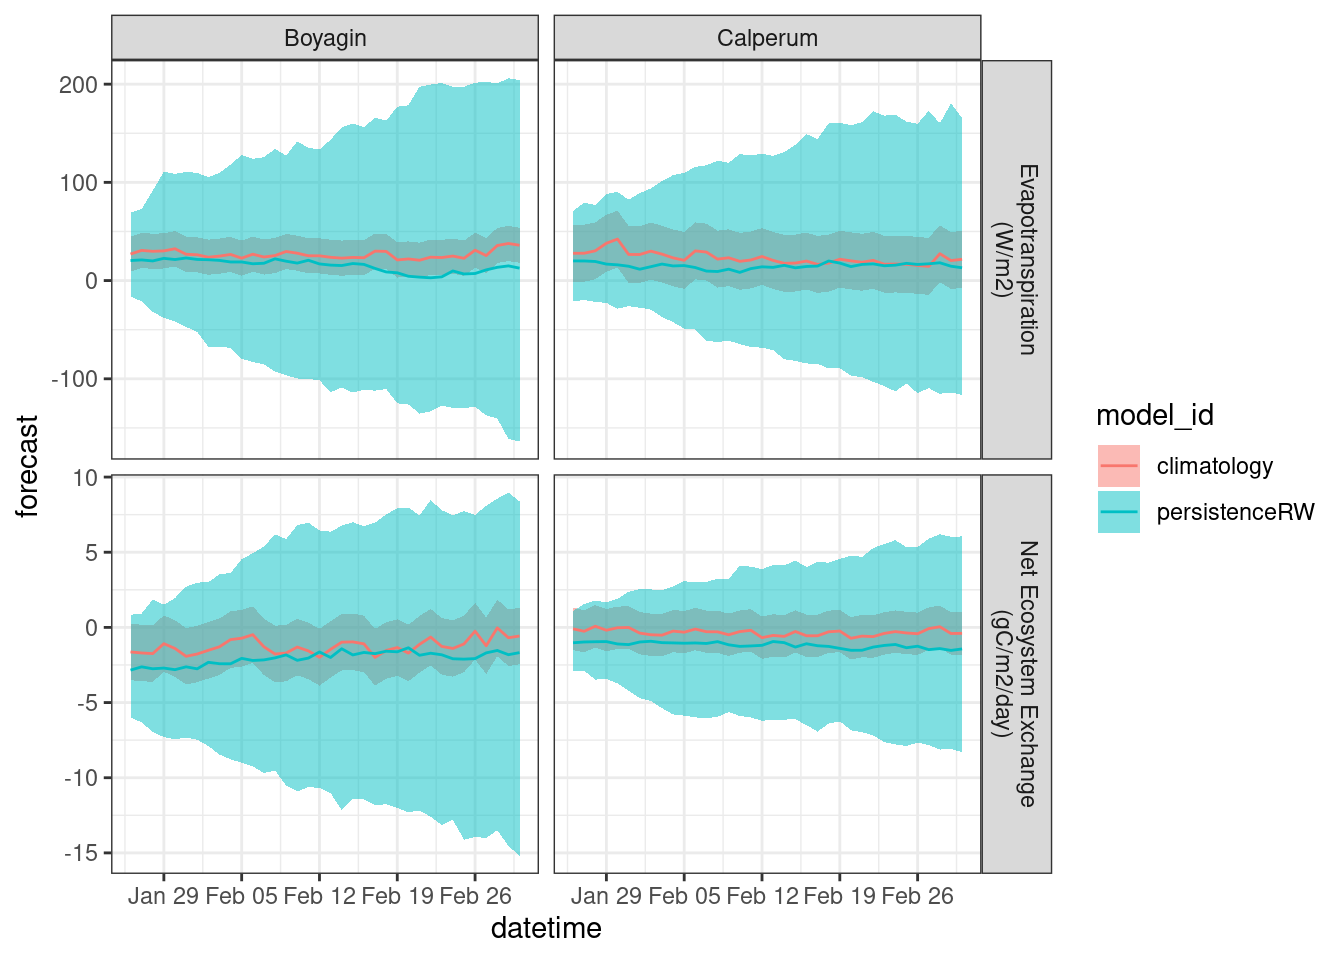 Boyagin
Calperum
200
100
0
-100
Evapotranspiration
(W/m2)
forecast
10
5
0
-5
-10
-15
Net Ecosystem Exchange
(gC/m2/day)
Jan 29 Feb 05 Feb 12 Feb 19 Feb 26
Jan 29 Feb 05 Feb 12 Feb 19 Feb 26
datetime
model_id
climatology
persistenceRW